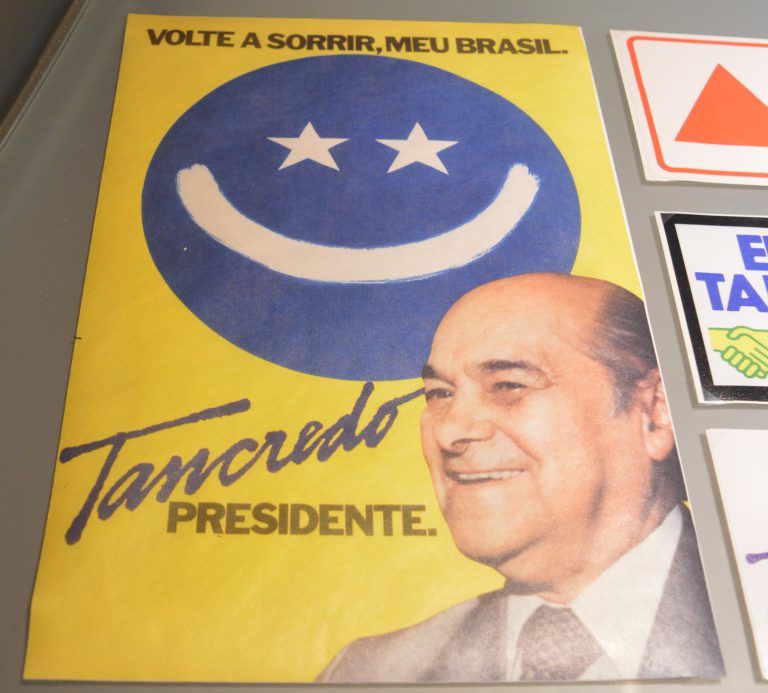 VOLTE A SORRIR, MEU BRASIL.
Tancredo
PRESIDENTE.